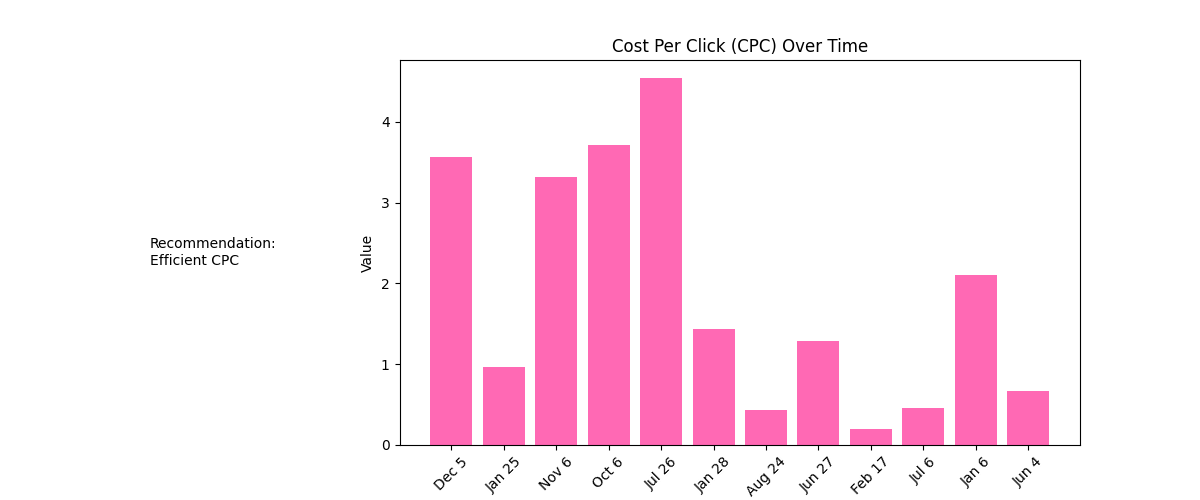 Cost Per Click (CPC) Over Time
Recommendation:
Efficient CPC
Value
4
3
2
1
0
Dec 5
Jan 25
Nov 6
Oct 6
Jul 26
Jan 28
Aug 24
Jun 27
Feb 17
Jul 6
Jan 6
Jun 4